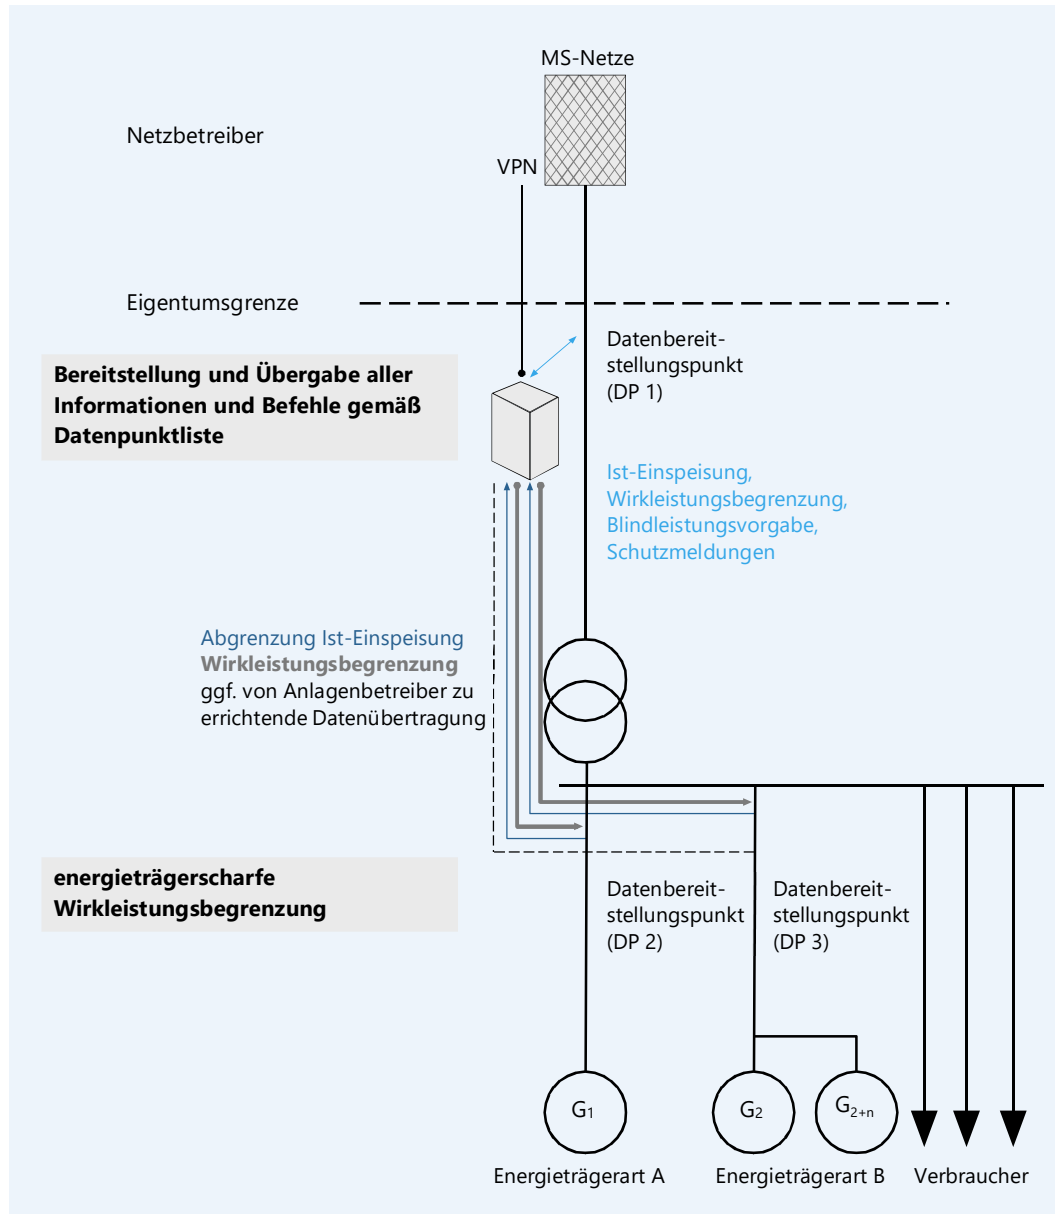 MS-Netze
Netzbetreiber
VPN
Eigentumsgrenze
Datenbereit-
stellungspunkt
(DP 1)
Bereitstellung und Übergabe aller
Informationen und Befehle gemäß
Datenpunktliste
Ist-Einspeisung,
Wirkleistungsbegrenzung,
Blindleistungsvorgabe,
Schutzmeldungen
Abgrenzung Ist-Einspeisung
Wirkleistungsbegrenzung
ggf. von Anlagenbetreiber zu
errichtende Datenübertragung
energieträgerscharfe
Wirkleistungsbegrenzung
Datenbereit-
stellungspunkt
(DP 2)
Datenbereit-
stellungspunkt
(DP 3)
G1
G2
G2+n
Energieträgerart A
Energieträgerart B
Verbraucher